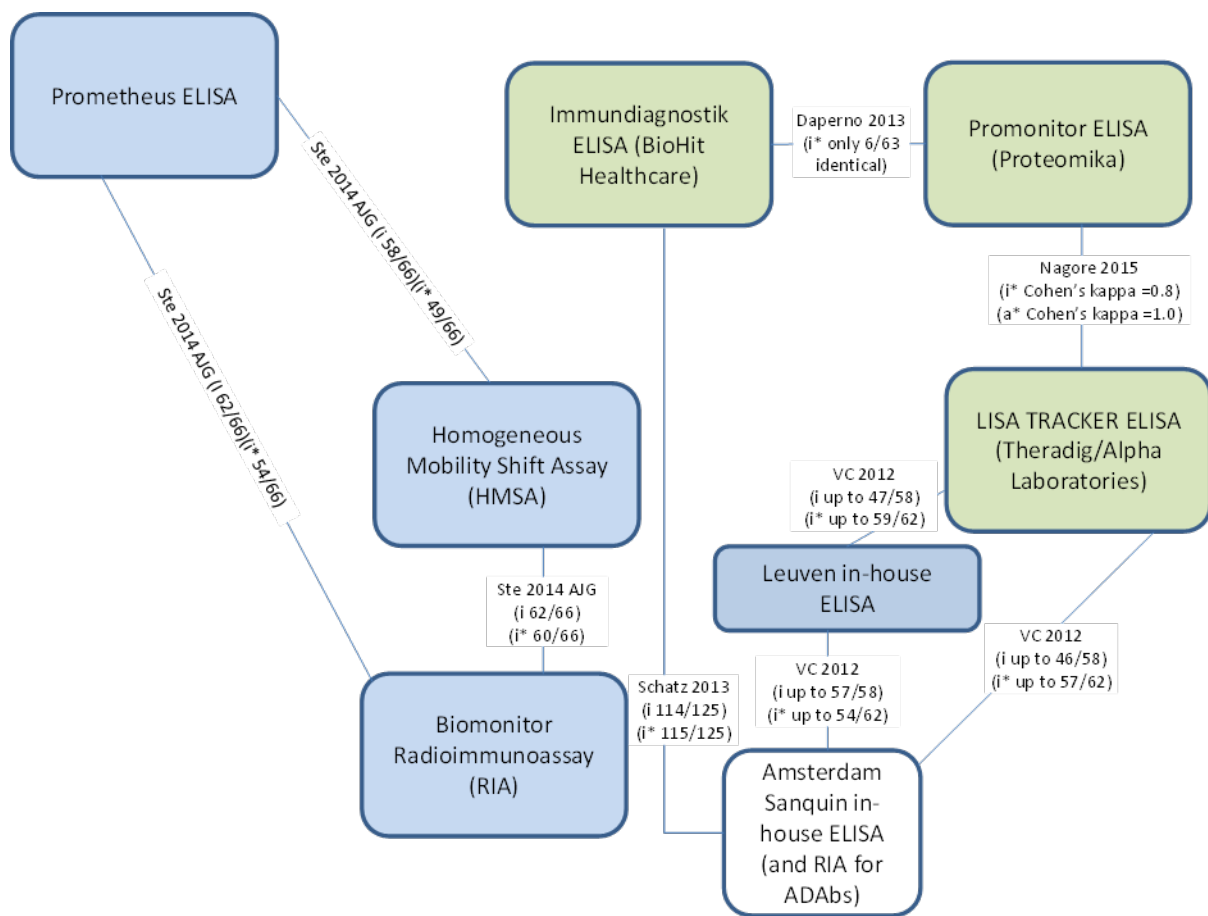 Prometheus ELISA
Immundiagnostik
ELISA (BioHit
Healthcare)
Daperno 2013
(i* only 6/63
identical)
Promonitor ELISA
(Proteomika)
Ste 2014 AJG (i 58/66)(i* 49/66)
Ste 2014 AJG (I 62/66)(i* 54/66)
Nagore 2015
(i* Cohen's kappa =0.8)
(a* Cohen's kappa =1.0)
Homogeneous
Mobility Shift Assay
(HMSA)
LISA TRACKER ELISA
(Theradig/Alpha
Laboratories)
VC 2012
(i up to 47/58)
(i* up to 59/62)
Leuven in-house
ELISA
Ste 2014 AJG
(i 62/66)
(i* 60/66)
VC 2012
(i up to 46/58)
(i* up to 57/62)
VC 2012
(i up to 57/58)
(i* up to 54/62)
Schatz 2013
(i 114/125)
(i* 115/125)
Biomonitor
Radioimmunoassay
(RIA)
Amsterdam
Sanquin in-
house ELISA
(and RIA for
ADAbs)